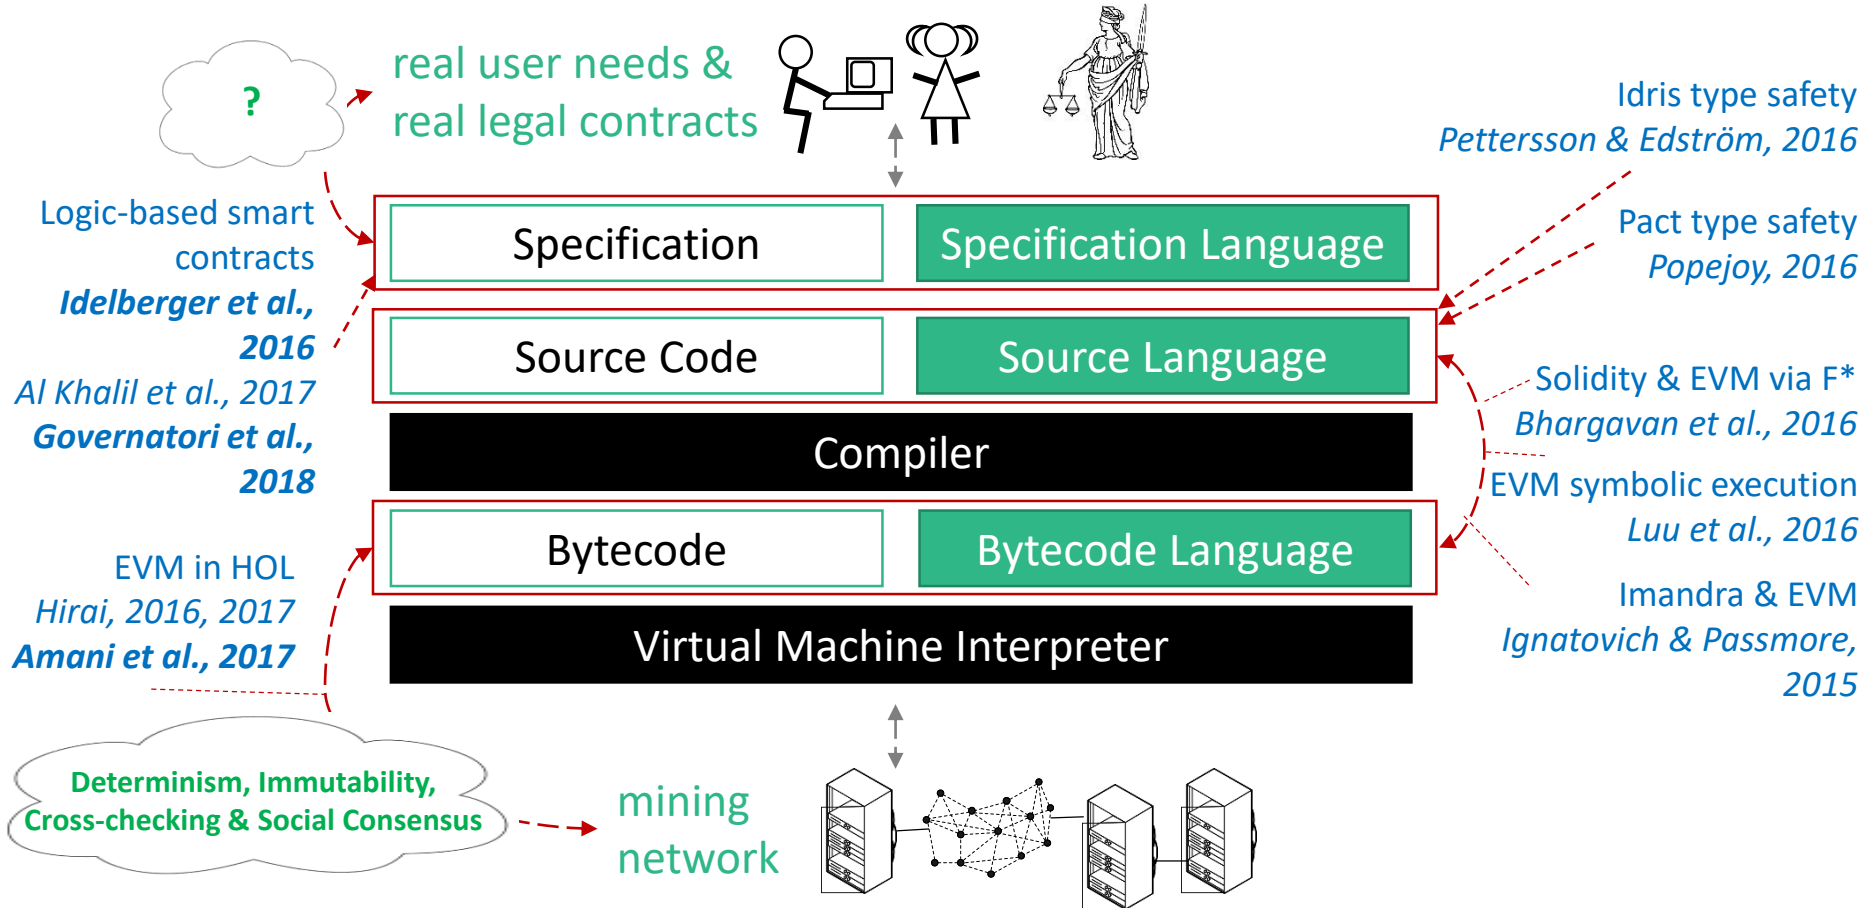 ?
real user needs &
real legal contracts
Idris type safety
Pettersson & Edström, 2016
Logic-based smart
contracts
Idelberger et al.,
2016
Al Khalil et al., 2017
Governatori et al.,
2018
Specification
Specification Language
Pact type safety
Popejoy, 2016
Source Code
Source Language
Solidity & EVM via F*
Bhargavan et al., 2016
Compiler
EVM symbolic execution
Luu et al., 2016
Bytecode
Bytecode Language
EVM in HOL
Hirai, 2016, 2017
Amani et al., 2017
Imandra & EVM
Ignatovich & Passmore,
2015
Virtual Machine Interpreter
Determinism, Immutability,
Cross-checking & Social Consensus
mining
network